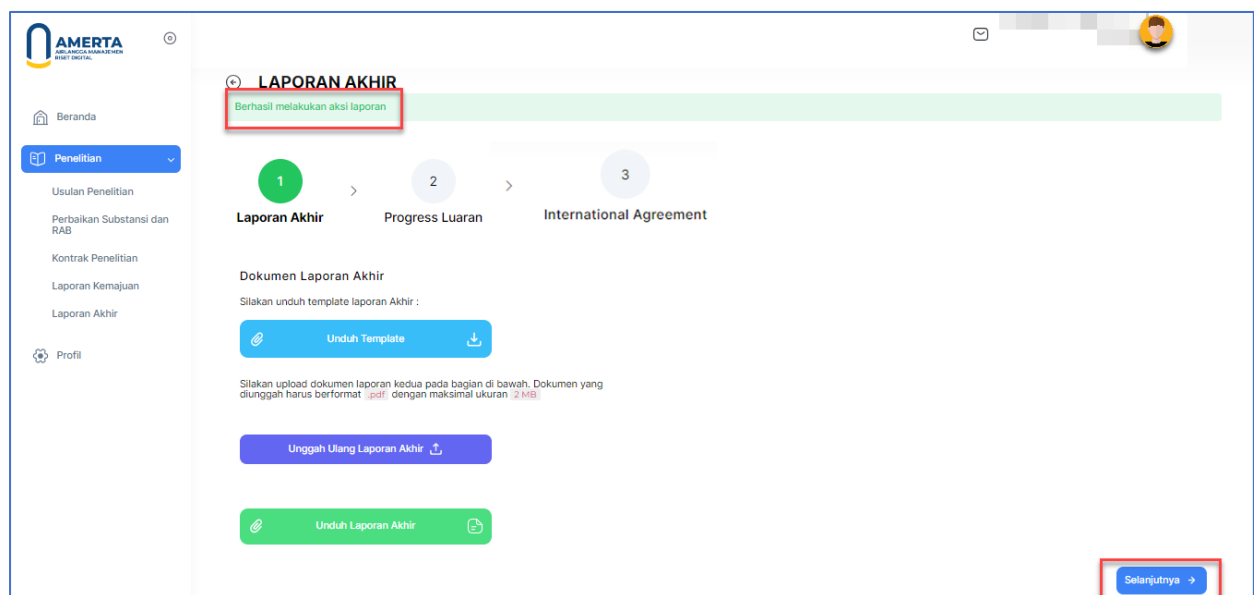 AMERTA
AIRLANGGA MANAJEMEN
RISET DIGITAL
LAPORAN AKHIR
Berhasil melakukan aksi laporan
Beranda
Penelitian
Usulan Penelitian
Perbaikan Substansi dan
RAB
Kontrak Penelitian
Laporan Kemajuan
Laporan Akhir
Profil
1
2
3
Laporan Akhir
Progress Luaran
International Agreement
Dokumen Laporan Akhir
Silakan unduh template laporan Akhir :
Unduh Template
Silakan upload dokumen laporan kedua pada bagian di bawah. Dokumen yang
diunggah harus berformat .pdf dengan maksimal ukuran 2 MB
Unggah Ulang Laporan Akhir
Unduh Laporan Akhir
Selanjutnya